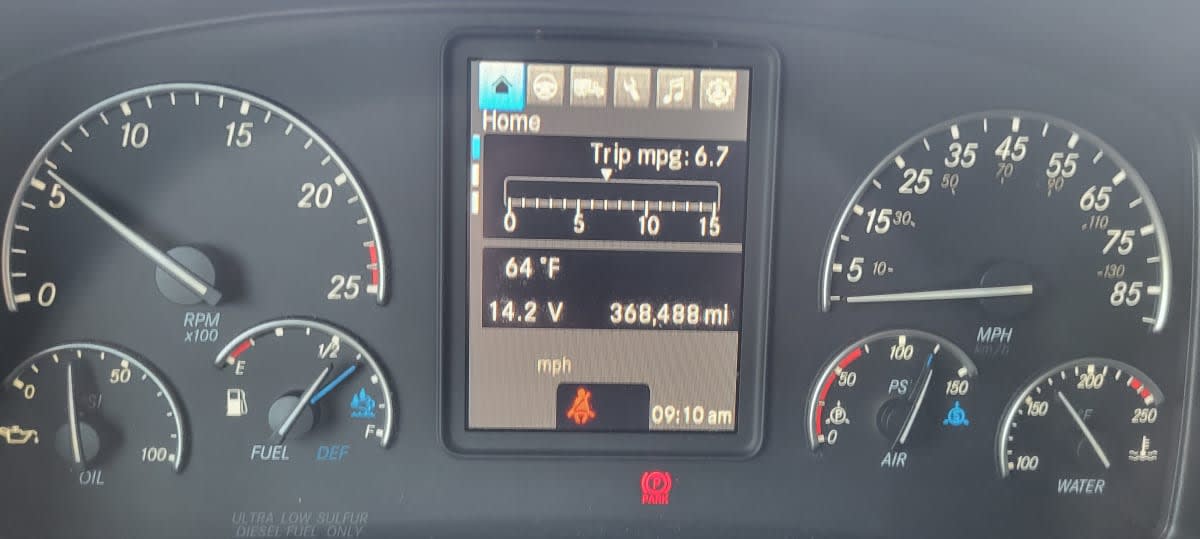 0
5
10
15
20
25
RPM
x100
0
50
100
OIL
E
1/2
F
FUEL
DEF
ULTRA LOW SULFUR
DIESEL FUEL ONLY
Home
Trip mpg: 6.7
0 5 10 15
64 °F
14.2 V 368,488 mi
mph
09:10 am
P
PARK
5
15
25
35
45
55
65
75
85
10
30
50
70
90
110
130
MPH
km/h
0
50
100
150
PS
P
AIR
100
150
200
250
°F
WATER